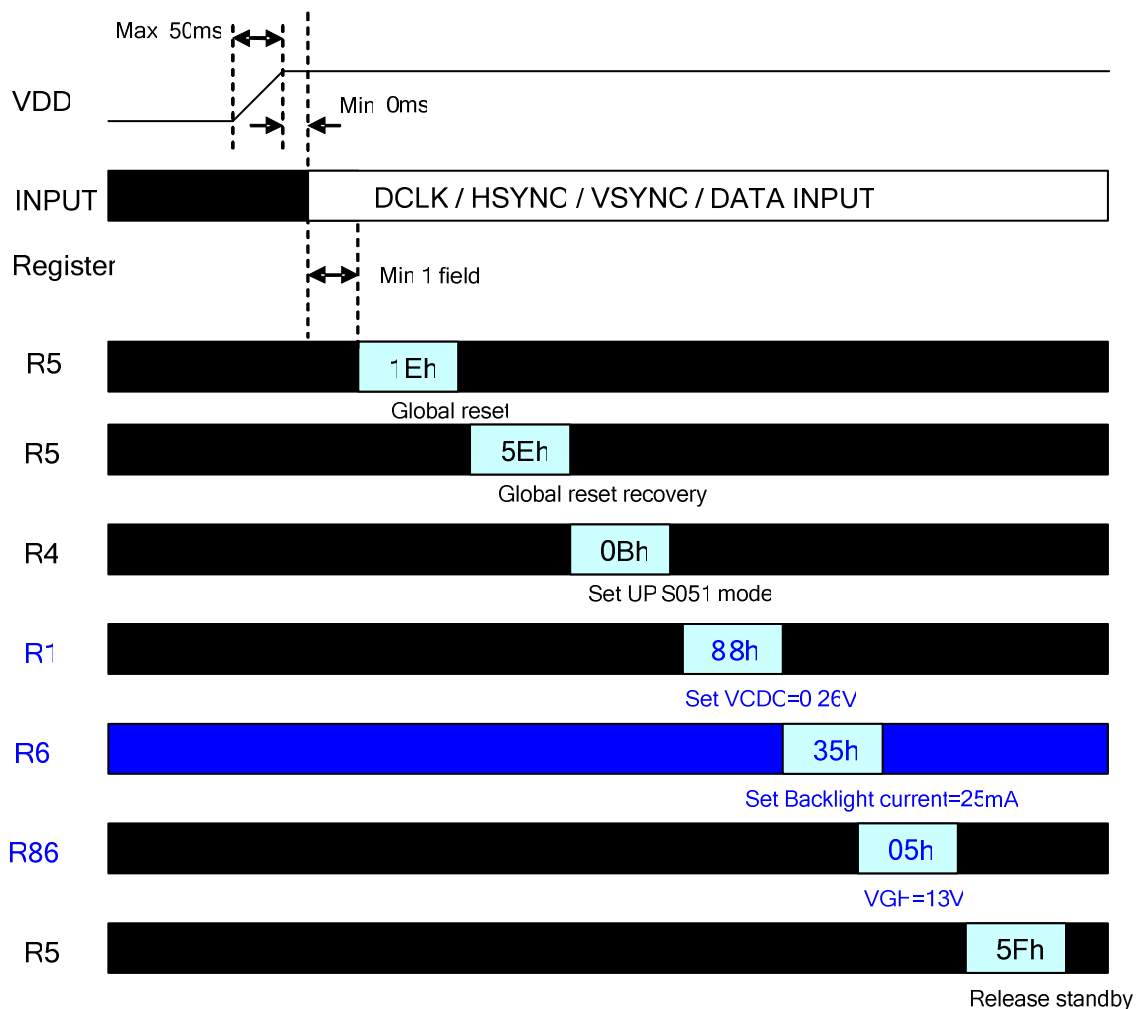 Max 50ms
VDD
Min 0ms
INPUT
DCLK / HSYNC / VSYNC / DATA INPUT
Register
Min 1 field
R5
1Eh
Global reset
R5
5Eh
Global reset recovery
R4
0Bh
Set UPS051 mode
R1
88h
Set VCDC=0.26V
R6
35h
Set Backlight current=25mA
R86
05h
VGH=13V
R5
5Fh
Release standby